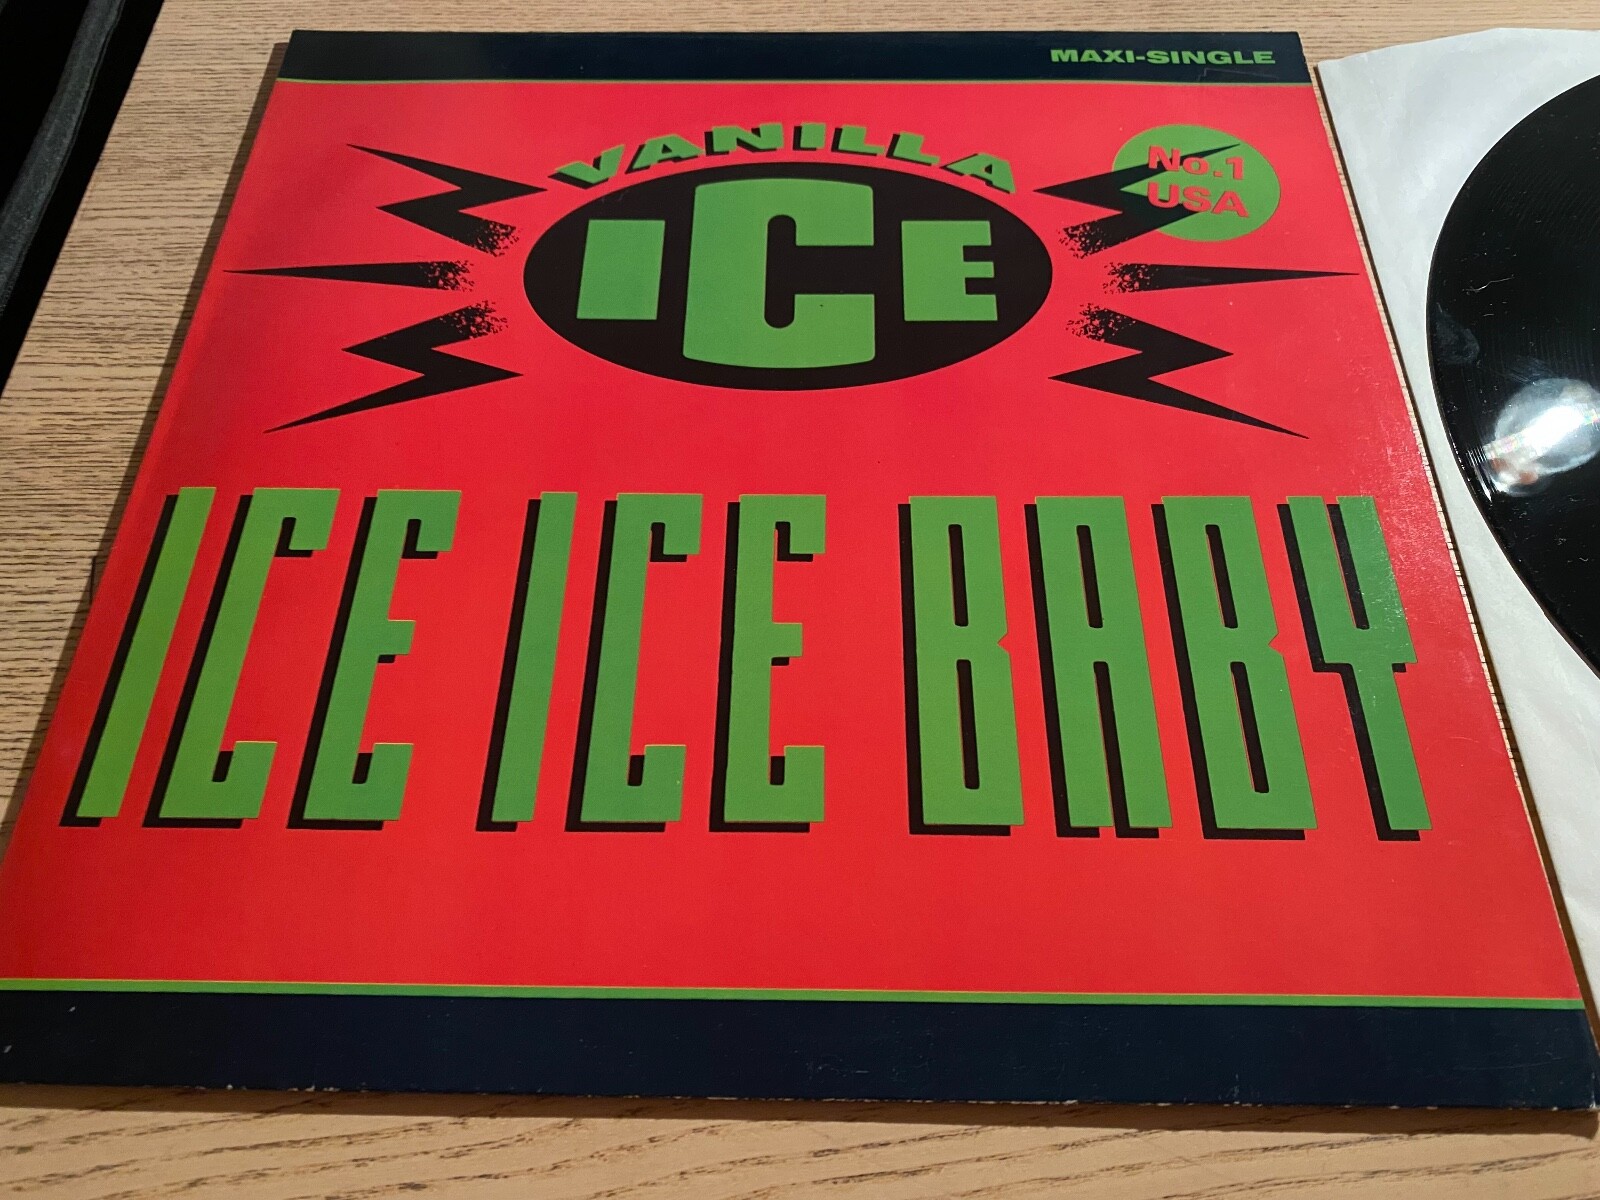 MAXI-SINGLE
VANILLA
ICE
No.1
USA
ICE ICE BABY